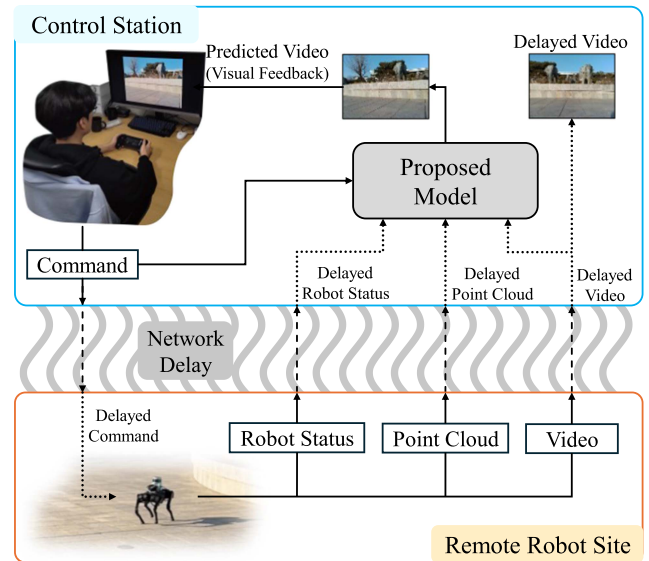 Control Station
Predicted Video
(Visual Feedback)
Delayed Video
Proposed
Model
Command
Delayed
Robot Status
Delayed
Point Cloud
Delayed
Video
Network
Delay
Delayed
Command
Robot Status
Point Cloud
Video
Remote Robot Site